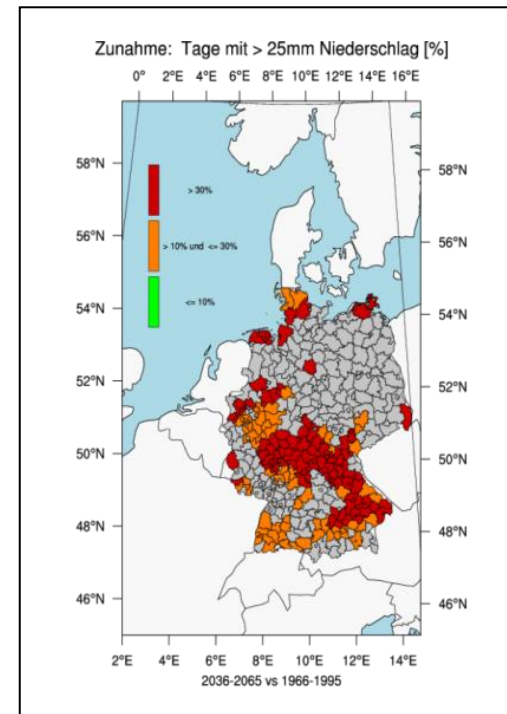 Zunahme: Tage mit > 25mm Niederschlag [%]
0° 2°E 4°E 6°E 8°E 10°E 12°E 14°E 16°E
58°N 58°N
> 30%
56°N > 10% und <= 30% 56°N
<= 10%
54°N 54°N
52°N 52°N
50°N 50°N
48°N 48°N
46°N 46°N
2°E 4°E 6°E 8°E 10°E 12°E 14°E
2036-2065 vs 1966-1995